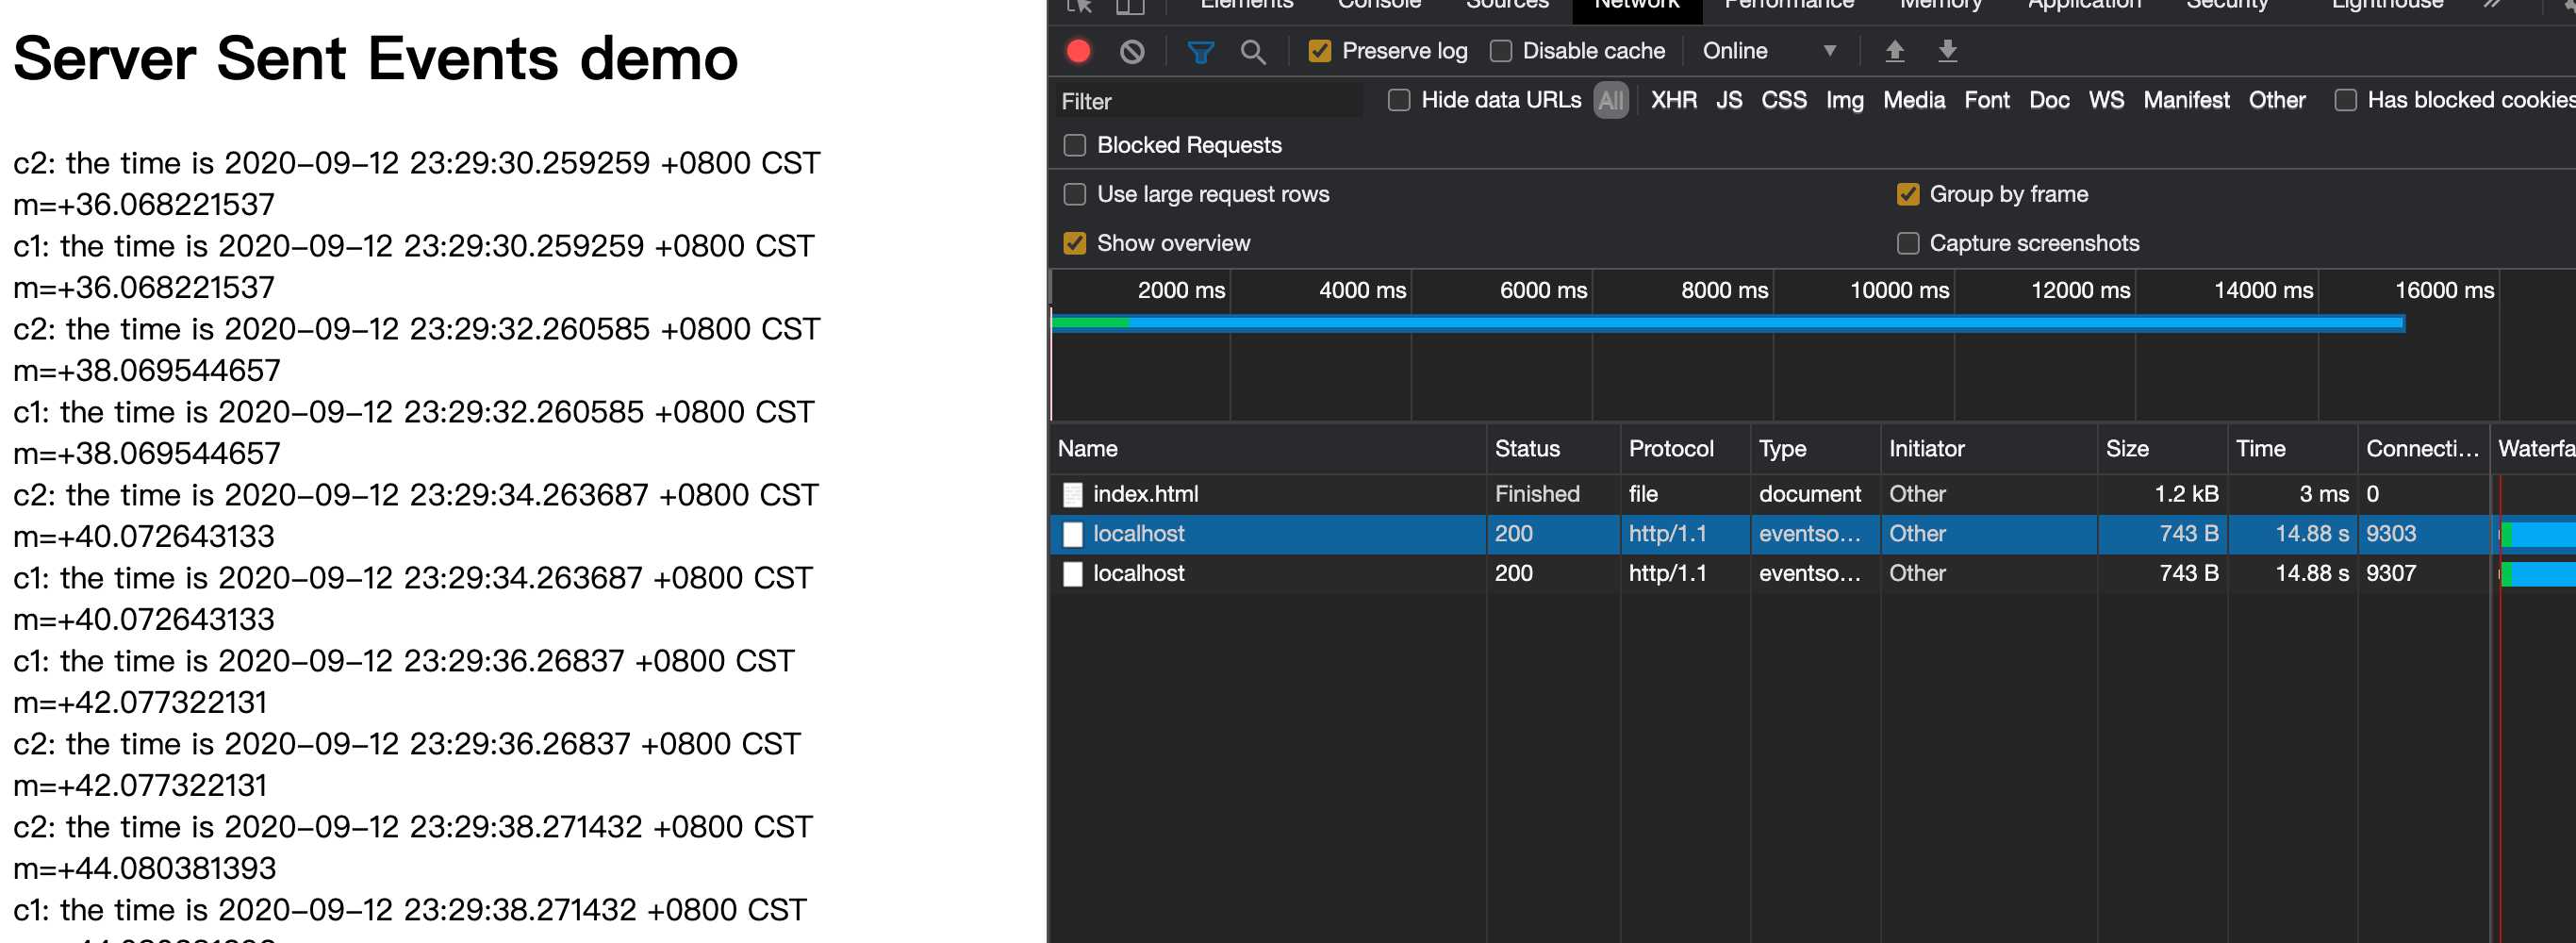 Server Sent Events demo
c2: the time is 2020-09-12 23:29:30.259259 +0800 CST
m=+36.068221537
c1: the time is 2020-09-12 23:29:30.259259 +0800 CST
m=+36.068221537
c2: the time is 2020-09-12 23:29:32.260585 +0800 CST
m=+38.069544657
c1: the time is 2020-09-12 23:29:32.260585 +0800 CST
m=+38.069544657
c2: the time is 2020-09-12 23:29:34.263687 +0800 CST
m=+40.072643133
c1: the time is 2020-09-12 23:29:34.263687 +0800 CST
m=+40.072643133
c1: the time is 2020-09-12 23:29:36.26837 +0800 CST
m=+42.077322131
c2: the time is 2020-09-12 23:29:36.26837 +0800 CST
m=+42.077322131
c2: the time is 2020-09-12 23:29:38.271432 +0800 CST
m=+44.080381393
c1: the time is 2020-09-12 23:29:38.271432 +0800 CST
Elements Console Sources Network Performance Memory Application Security Lighthouse »
Preserve log Disable cache Online
Filter Hide data URLs All XHR JS CSS Img Media Font Doc WS Manifest Other Has blocked cookies
Blocked Requests
Use large request rows Group by frame
Show overview Capture screenshots
2000 ms 4000 ms 6000 ms 8000 ms 10000 ms 12000 ms 14000 ms 16000 ms
Name Status Protocol Type Initiator Size Time Connecti... Waterfa
index.html Finished file document Other 1.2 kB 3 ms 0
localhost 200 http/1.1 eventso... Other 743 B 14.88 s 9303
localhost 200 http/1.1 eventso... Other 743 B 14.88 s 9307